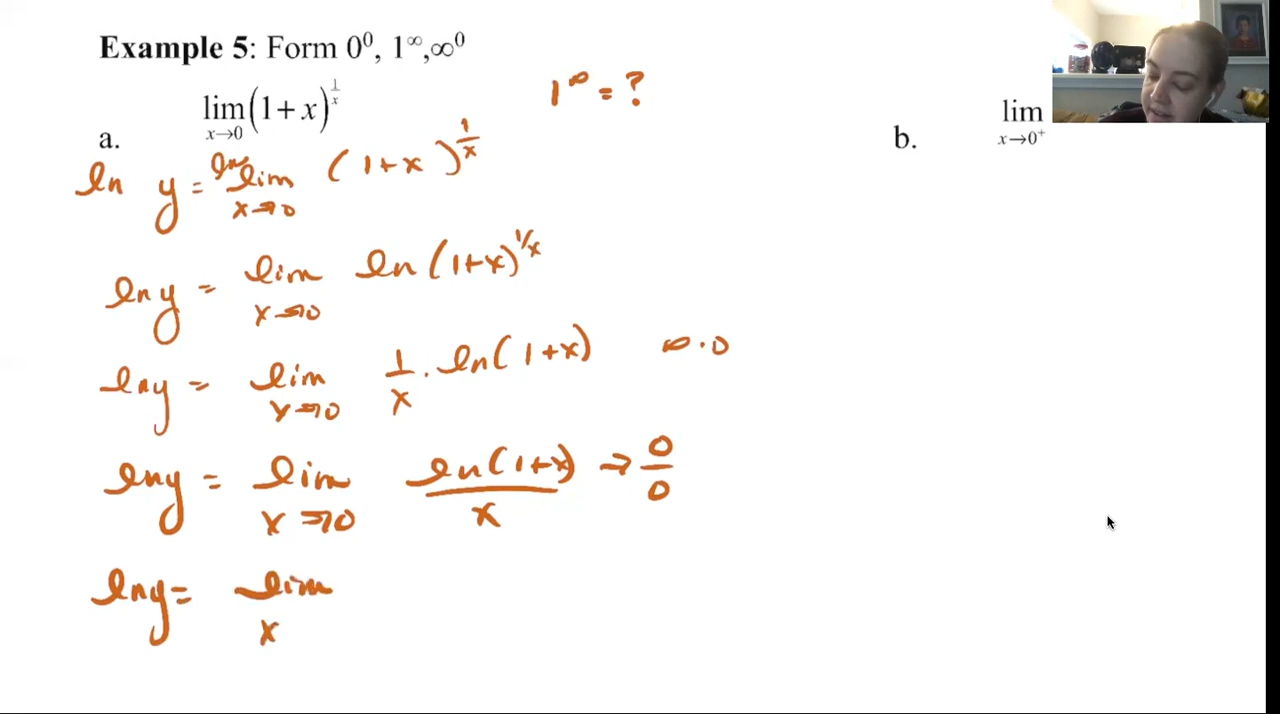 Example 5: Form 0⁰, 1^∞, ∞⁰
1^∞ = ?
a. lim x→0 (1+x)^(1/x)
b. lim x→0⁺
ln y = ln lim x→0 (1+x)^(1/x)
ln y = lim x→0 ln (1+x)^(1/x)
ln y = lim x→0 1/x · ln(1+x) ∞·0
ln y = lim x→0 ln(1+x)/x → 0/0
ln y = lim x